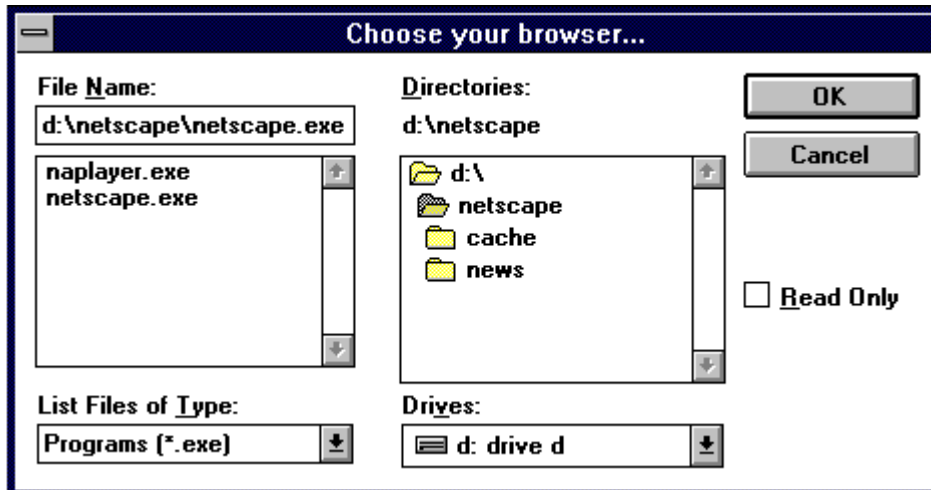 Choose your browser...
File Name:
d:\netscape\netscape.exe
naplayer.exe
netscape.exe
List Files of Type:
Programs (*.exe)
Directories:
d:\netscape
d:\
netscape
cache
news
Drives:
d: drive d
OK
Cancel
Read Only